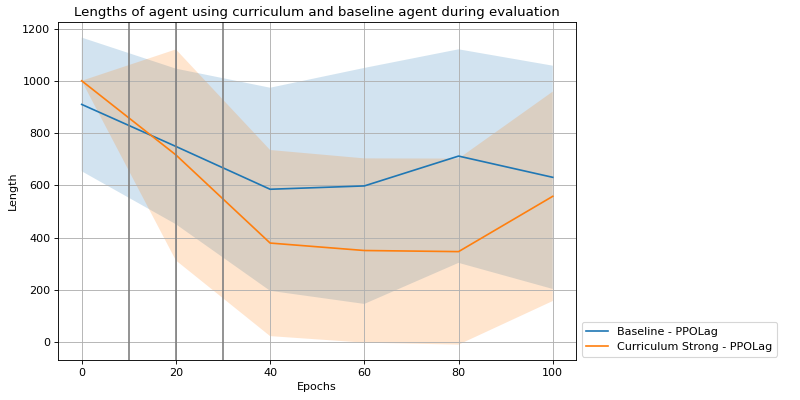 Lengths of agent using curriculum and baseline agent during evaluation
1200
1000
800
600
400
200
0
Length
0 20 40 60 80 100
Epochs
Baseline - PPOLag
Curriculum Strong - PPOLag